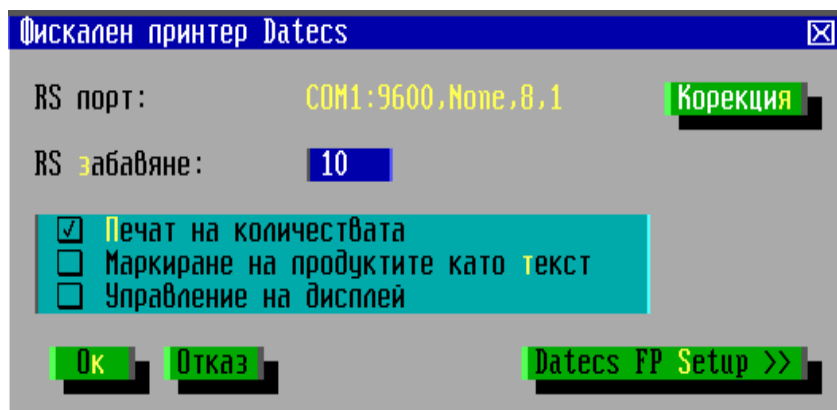 Фискален принтер Datecs
RS порт: COM1:9600,None,8,1 Корекция
RS забавяне: 10
Печат на количествата
Маркиране на продуктите като текст
Управление на дисплей
Ок Отказ Datecs FP Setup >>